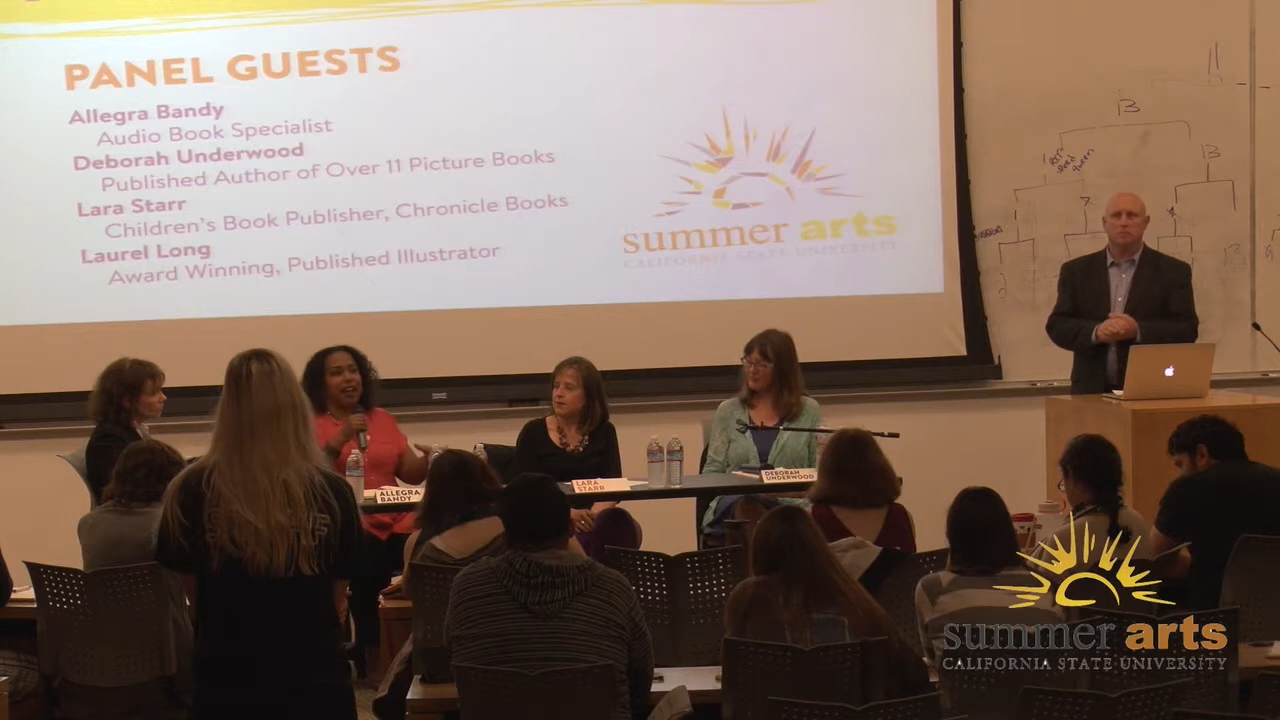 PANEL GUESTS
Allegra Bandy
Audio Book Specialist
Deborah Underwood
Published Author of Over 11 Picture Books
Lara Starr
Children's Book Publisher, Chronicle Books
Laurel Long
Award Winning, Published Illustrator
summer arts
CALIFORNIA STATE UNIVERSITY
13
13
ALLEGRA
BANDY
LARA
STARR
DEBORAH
UNDERWOOD
summer arts
CALIFORNIA STATE UNIVERSITY